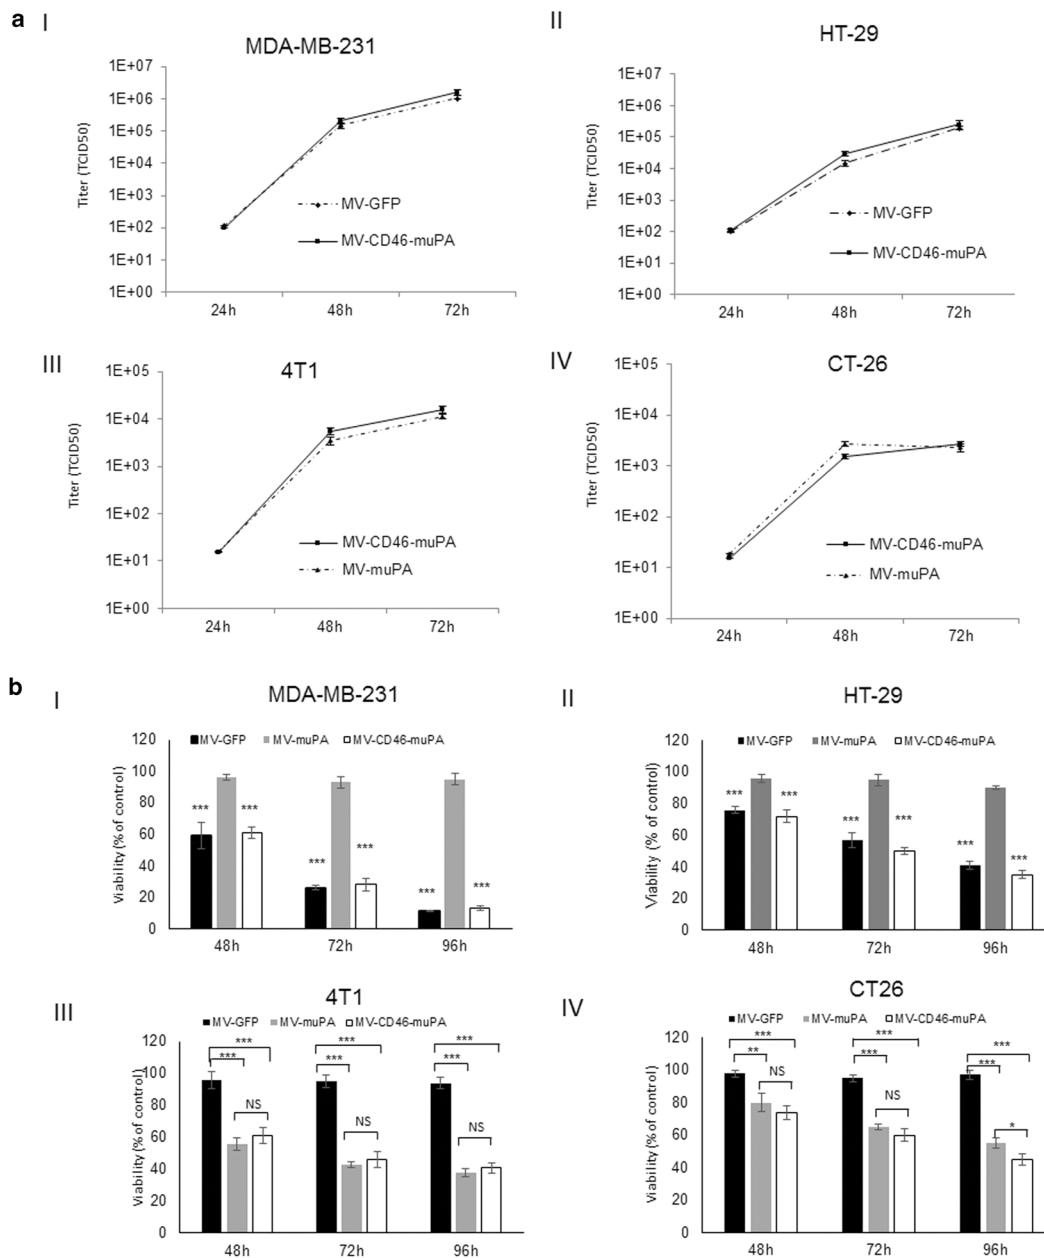 a
I
MDA-MB-231
1E+07
1E+06
1E+05
1E+04
1E+03
1E+02
1E+01
1E+00
Titer (TCID50)
MV-GFP
MV-CD46-muPA
24h 48h 72h
II
HT-29
1E+07
1E+06
1E+05
1E+04
1E+03
1E+02
1E+01
1E+00
Titer (TCID50)
MV-GFP
MV-CD46-muPA
24h 48h 72h
III
4T1
1E+05
1E+04
1E+03
1E+02
1E+01
1E+00
Titer (TCID50)
MV-CD46-muPA
MV-muPA
24h 48h 72h
IV
CT-26
1E+05
1E+04
1E+03
1E+02
1E+01
1E+00
Titer (TCID50)
MV-CD46-muPA
MV-muPA
24h 48h 72h
b
I
MDA-MB-231
MV-GFP MV-muPA MV-CD46-muPA
120
100
80
60
40
20
0
Viability (% of control)
*** ***
*** ***
*** ***
48h 72h 96h
II
HT-29
MV-GFP MV-muPA MV-CD46-muPA
120
100
80
60
40
20
0
Viability (% of control)
*** ***
*** ***
*** ***
48h 72h 96h
III
4T1
MV-GFP MV-muPA MV-CD46-muPA
120
100
80
60
40
20
0
Viability (% of control)
*** *** NS
*** *** NS
*** *** NS
48h 72h 96h
IV
CT26
MV-GFP MV-muPA MV-CD46-muPA
120
100
80
60
40
20
0
Viability (% of control)
*** ** NS
*** *** NS
*** *** *
48h 72h 96h